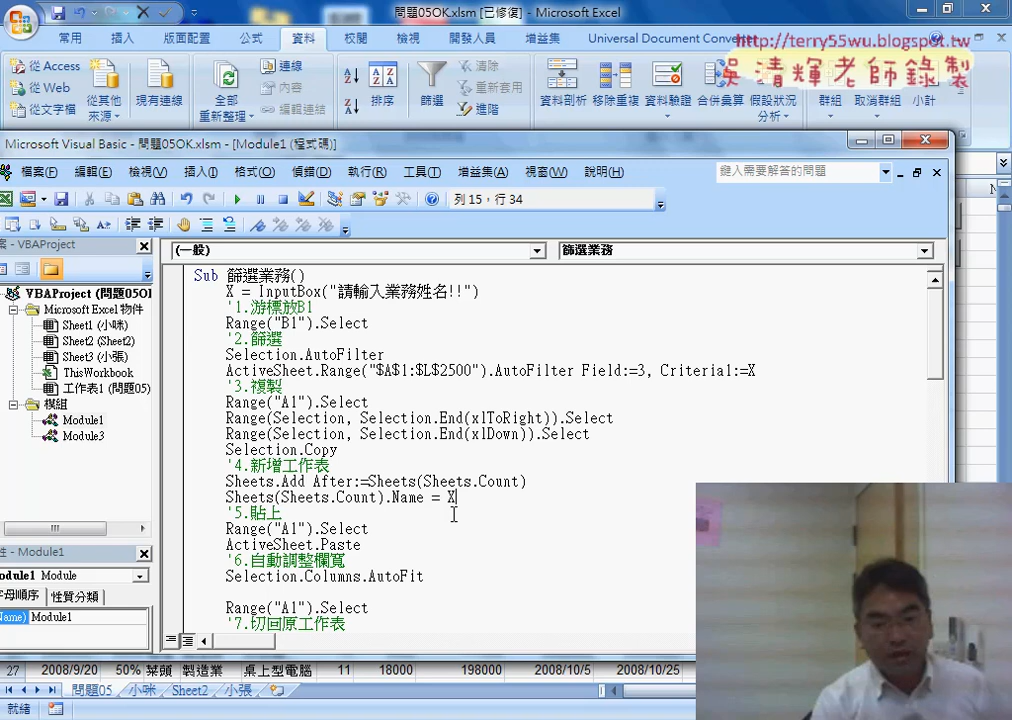 問題05OK.xlsm [已修復] - Microsoft Excel
常用 插入 版面配置 公式 資料 校閱 檢視 開發人員 增益集 Universal Document Conve
http://terry55wu.blogspot.tw
吳清輝老師錄製
從 Access
從 Web
從文字檔
從其他來源
現有連線
全部重新整理
連線
內容
編輯連結
排序
篩選
清除
重新套用
進階
資料剖析 移除重複 資料驗證 合併彙算 假設狀況分析 群組 取消群組 小計
Microsoft Visual Basic - 問題05OK.xlsm - [Module1 (程式碼)]
檔案(F) 編輯(E) 檢視(V) 插入(I) 格式(O) 偵錯(D) 執行(R) 工具(T) 增益集(A) 視窗(W) 說明(H) 鍵入需要解答的問題
列 15，行 34
案 - VBAProject
(一般) 篩選業務
VBAProject (問題05OI
Microsoft Excel 物件
Sheet1 (小咪)
Sheet2 (Sheet2)
Sheet3 (小張)
ThisWorkbook
工作表1 (問題05)
模組
Module1
Module3
性 - Module1
odule1 Module
字母順序 性質分類
Name) Module1
Sub 篩選業務()
X = InputBox("請輸入業務姓名!!")
'1.游標放B1
Range("B1").Select
'2.篩選
Selection.AutoFilter
ActiveSheet.Range("$A$1:$L$2500").AutoFilter Field:=3, Criteria1:=X
'3.複製
Range("A1").Select
Range(Selection, Selection.End(xlToRight)).Select
Range(Selection, Selection.End(xlDown)).Select
Selection.Copy
'4.新增工作表
Sheets.Add After:=Sheets(Sheets.Count)
Sheets(Sheets.Count).Name = X
'5.貼上
Range("A1").Select
ActiveSheet.Paste
'6.自動調整欄寬
Selection.Columns.AutoFit
Range("A1").Select
'7.切回原工作表
27 2008/9/20 50% 葉頭 製造業 桌上型電腦 11 18000 198000 2008/10/5 2008/10/25
問題05 小咪 Sheet2 小張
就緒